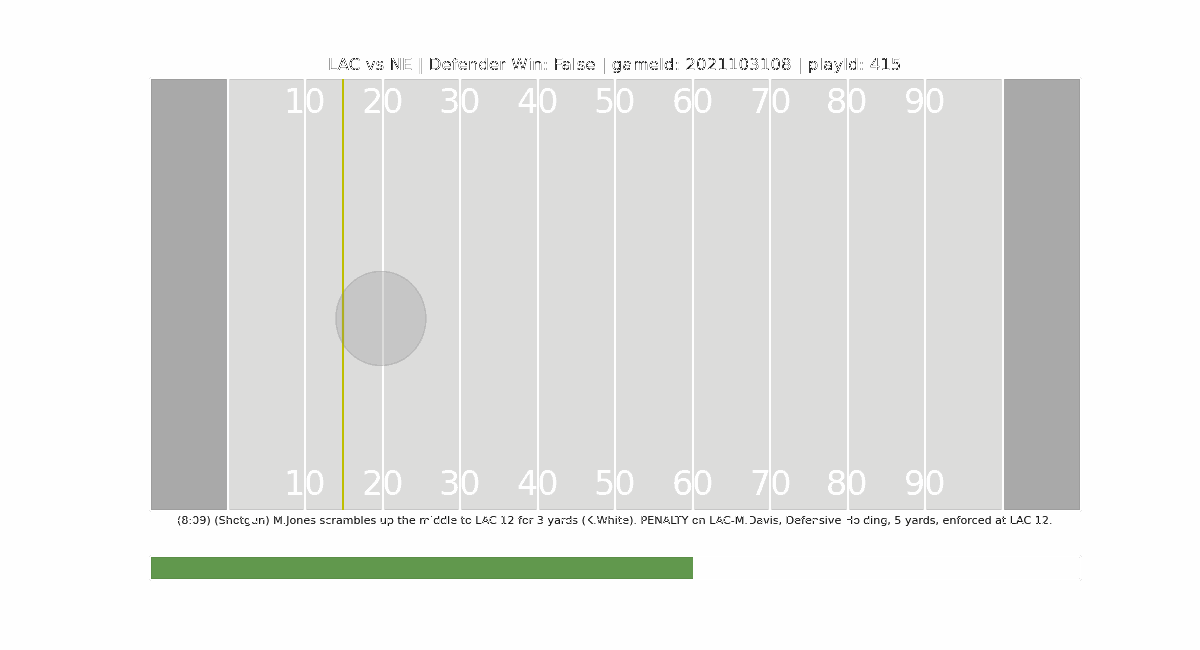 LAC vs NE | Defender Win: False | gameId: 2021103108 | playId: 415
10 20 30 40 50 60 70 80 90
10 20 30 40 50 60 70 80 90
(8:09) (Shotgun) M.Jones scrambles up the middle to LAC 12 for 3 yards (K.White). PENALTY on LAC-M.Davis, Defensive Holding, 5 yards, enforced at LAC 12.